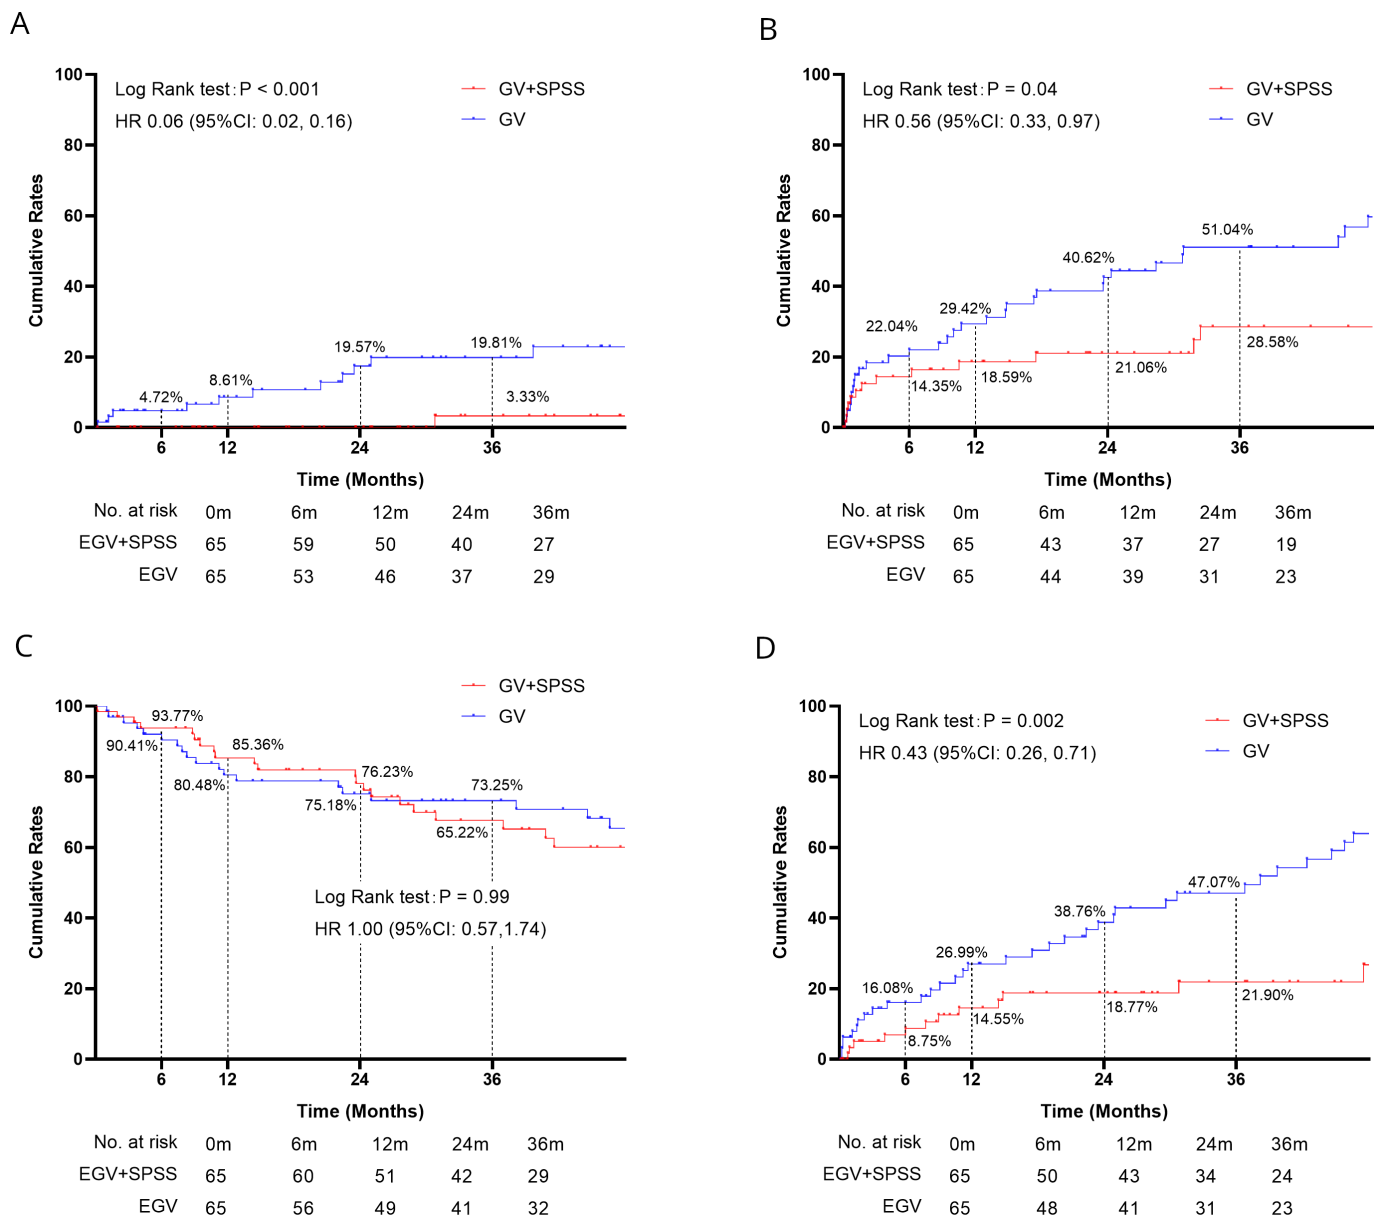 A
Log Rank test: P < 0.001
HR 0.06 (95%CI: 0.02, 0.16)
GV+SPSS
GV
Cumulative Rates
100
80
60
40
20
0
4.72%
8.61%
19.57%
19.81%
3.33%
6 12 24 36
Time (Months)
No. at risk 0m 6m 12m 24m 36m
EGV+SPSS 65 59 50 40 27
EGV 65 53 46 37 29
B
Log Rank test: P = 0.04
HR 0.56 (95%CI: 0.33, 0.97)
GV+SPSS
GV
Cumulative Rates
100
80
60
40
20
0
22.04%
29.42%
40.62%
51.04%
14.35%
18.59%
21.06%
28.58%
6 12 24 36
Time (Months)
No. at risk 0m 6m 12m 24m 36m
EGV+SPSS 65 43 37 27 19
EGV 65 44 39 31 23
C
GV+SPSS
GV
Cumulative Rates
100
80
60
40
20
0
93.77%
85.36%
76.23%
73.25%
90.41%
80.48%
75.18%
65.22%
Log Rank test: P = 0.99
HR 1.00 (95%CI: 0.57,1.74)
6 12 24 36
Time (Months)
No. at risk 0m 6m 12m 24m 36m
EGV+SPSS 65 60 51 42 29
EGV 65 56 49 41 32
D
Log Rank test: P = 0.002
HR 0.43 (95%CI: 0.26, 0.71)
GV+SPSS
GV
Cumulative Rates
100
80
60
40
20
0
16.08%
26.99%
38.76%
47.07%
8.75%
14.55%
18.77%
21.90%
6 12 24 36
Time (Months)
No. at risk 0m 6m 12m 24m 36m
EGV+SPSS 65 50 43 34 24
EGV 65 48 41 31 23